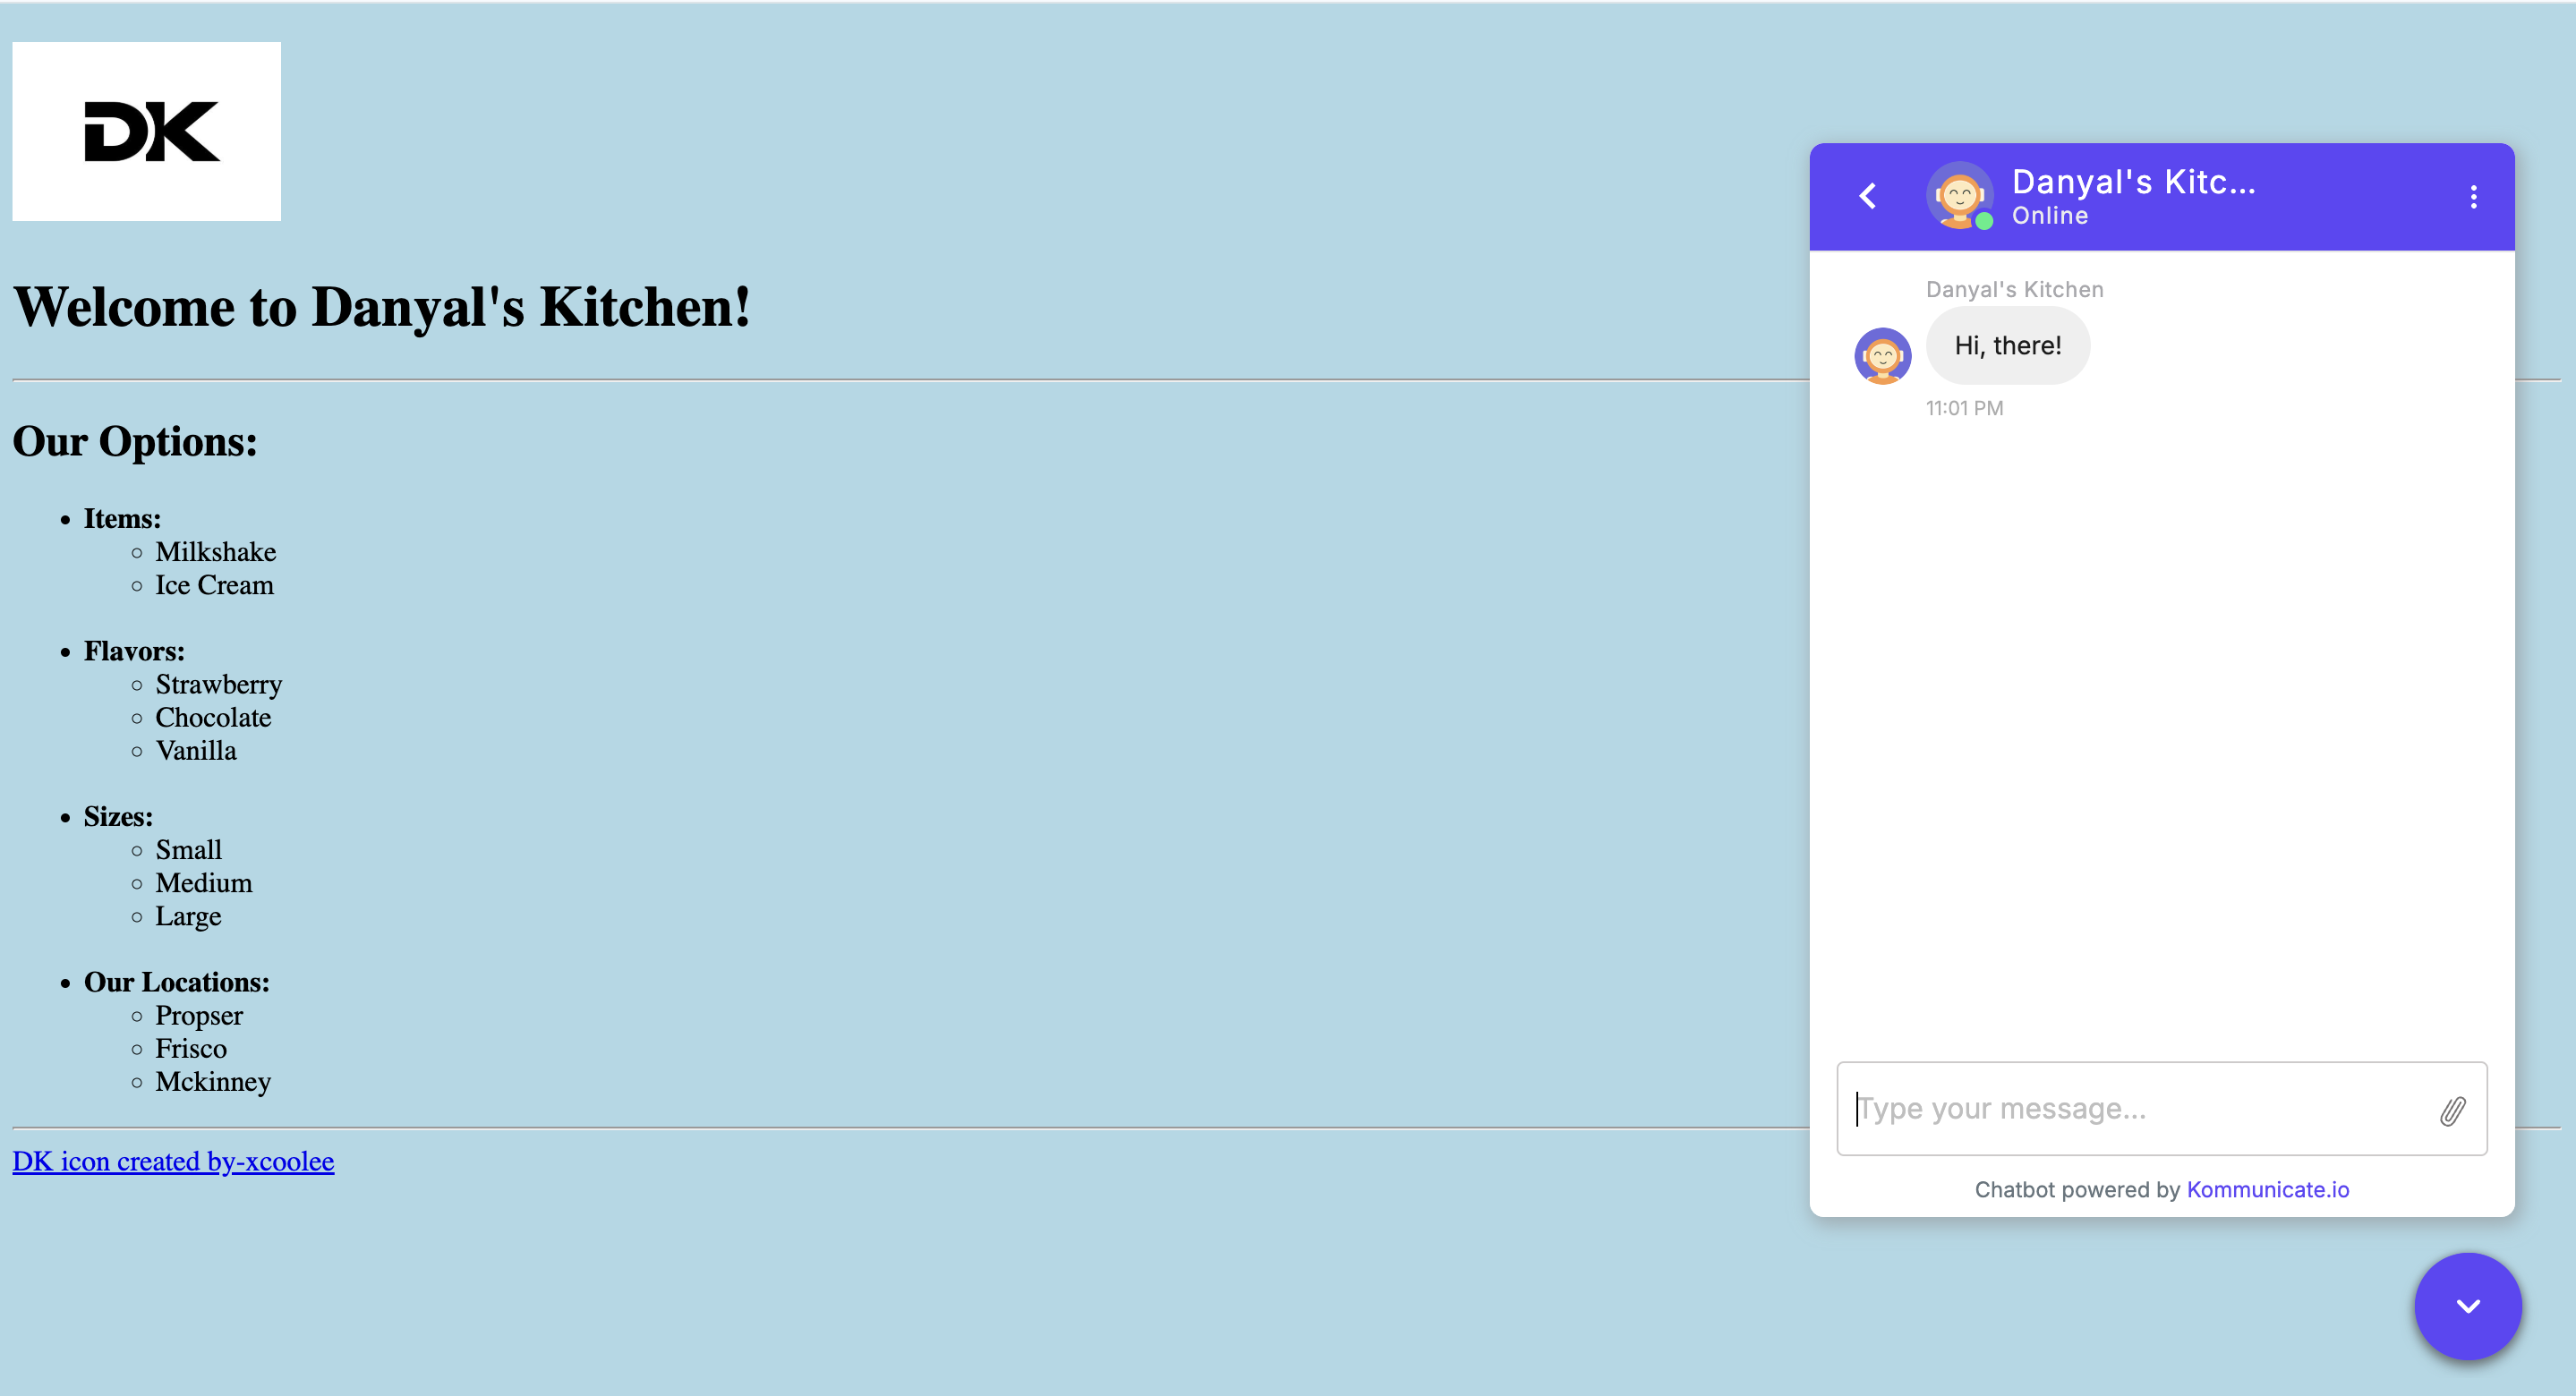 DK
Welcome to Danyal's Kitchen!
Our Options:
Items:
Milkshake
Ice Cream
Flavors:
Strawberry
Chocolate
Vanilla
Sizes:
Small
Medium
Large
Our Locations:
Propser
Frisco
Mckinney
DK icon created by-xcoolee
Danyal's Kitc...
Online
Danyal's Kitchen
Hi, there!
11:01 PM
Type your message...
Chatbot powered by Kommunicate.io